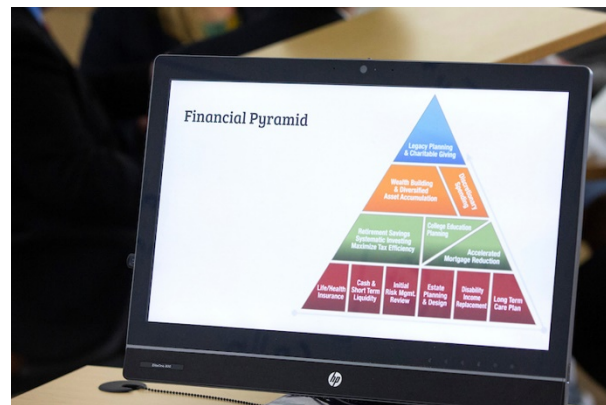 Financial Pyramid
Legacy Planning
& Charitable Giving
Wealth Building
& Diversified
Asset Accumulation
Retirement Savings
Systematic Investing
Maximize Tax Efficiency
College Education
Planning
Accelerated
Mortgage Reduction
Life/Health
Insurance
Cash &
Short Term
Liquidity
Initial
Risk Mgmt.
Review
Estate
Planning
& Design
Disability
Income
Replacement
Long Term
Care Plan
hp